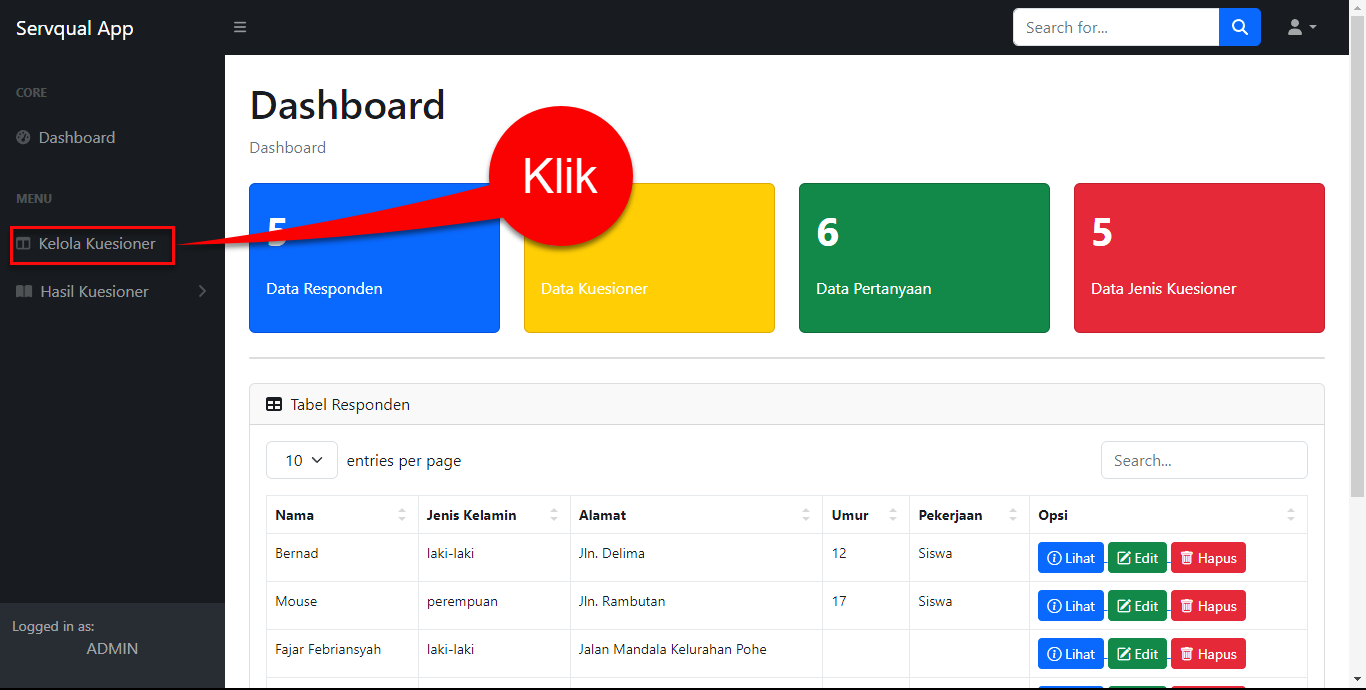 Servqual App
Search for...
CORE
Dashboard
MENU
Kelola Kuesioner
Hasil Kuesioner
Logged in as:
ADMIN
Dashboard
Dashboard
Klik
5
Data Responden
Data Kuesioner
6
Data Pertanyaan
5
Data Jenis Kuesioner
Tabel Responden
10 entries per page
Search...
Nama Jenis Kelamin Alamat Umur Pekerjaan Opsi
Bernad laki-laki Jln. Delima 12 Siswa Lihat Edit Hapus
Mouse perempuan Jln. Rambutan 17 Siswa Lihat Edit Hapus
Fajar Febriansyah laki-laki Jalan Mandala Kelurahan Pohe Lihat Edit Hapus